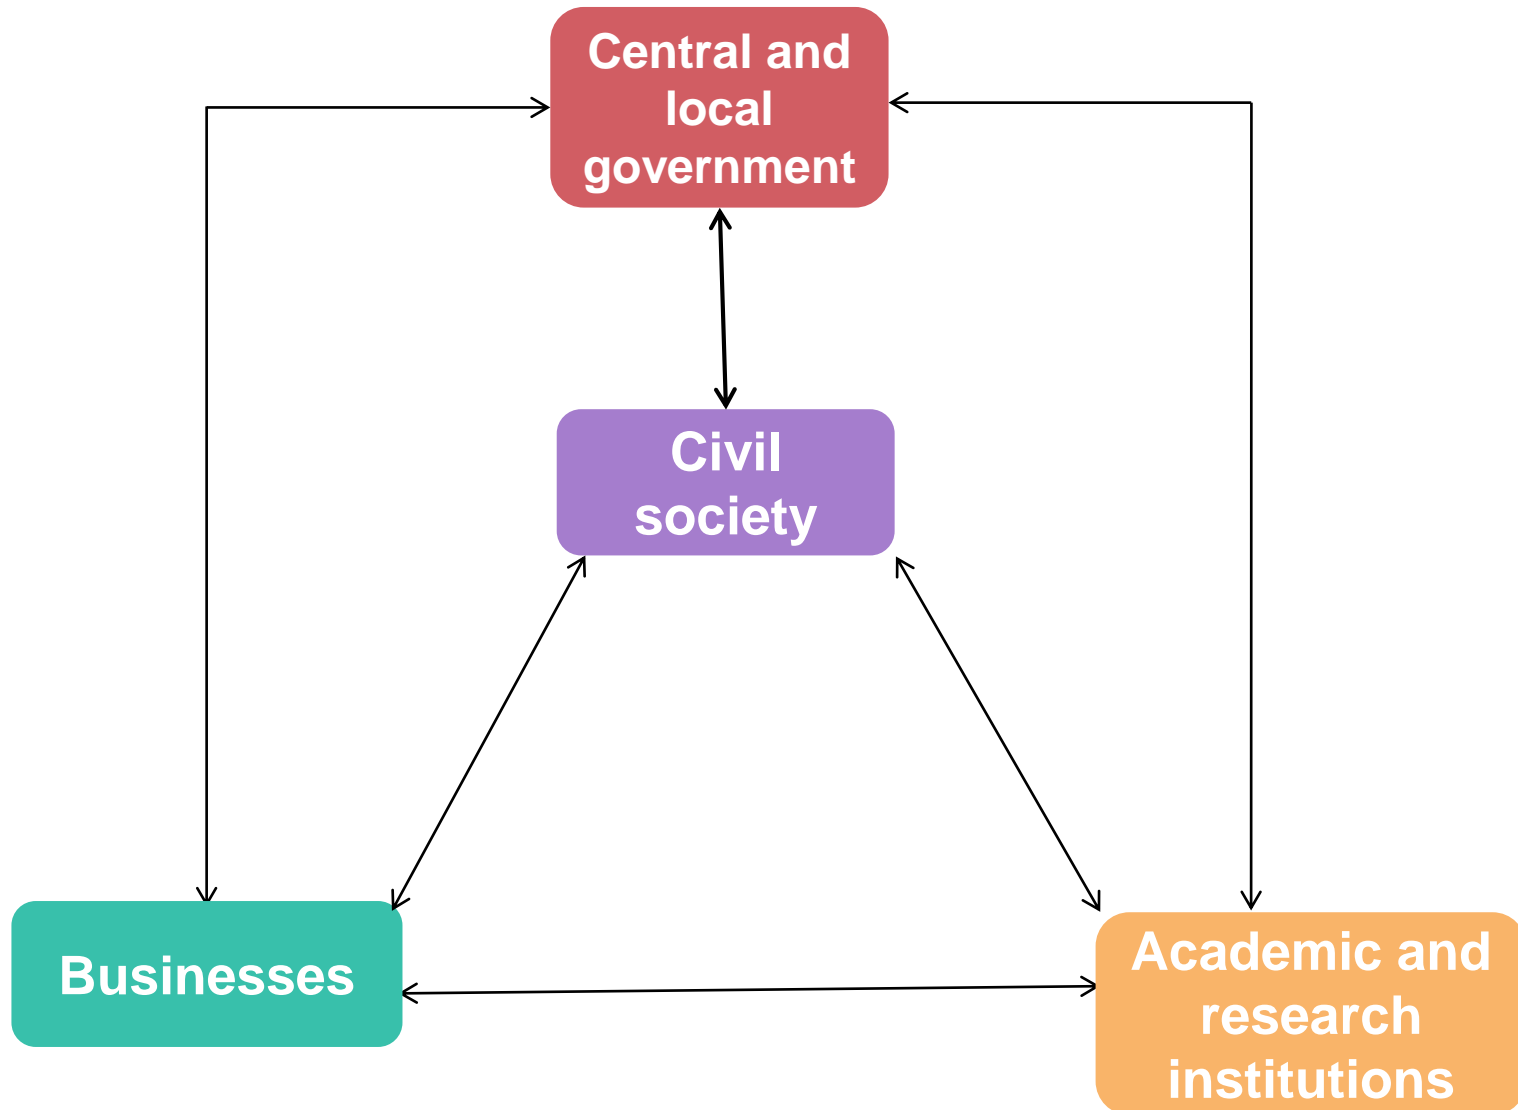 Central and
local
government
Civil
society
Businesses
Academic and
research
institutions